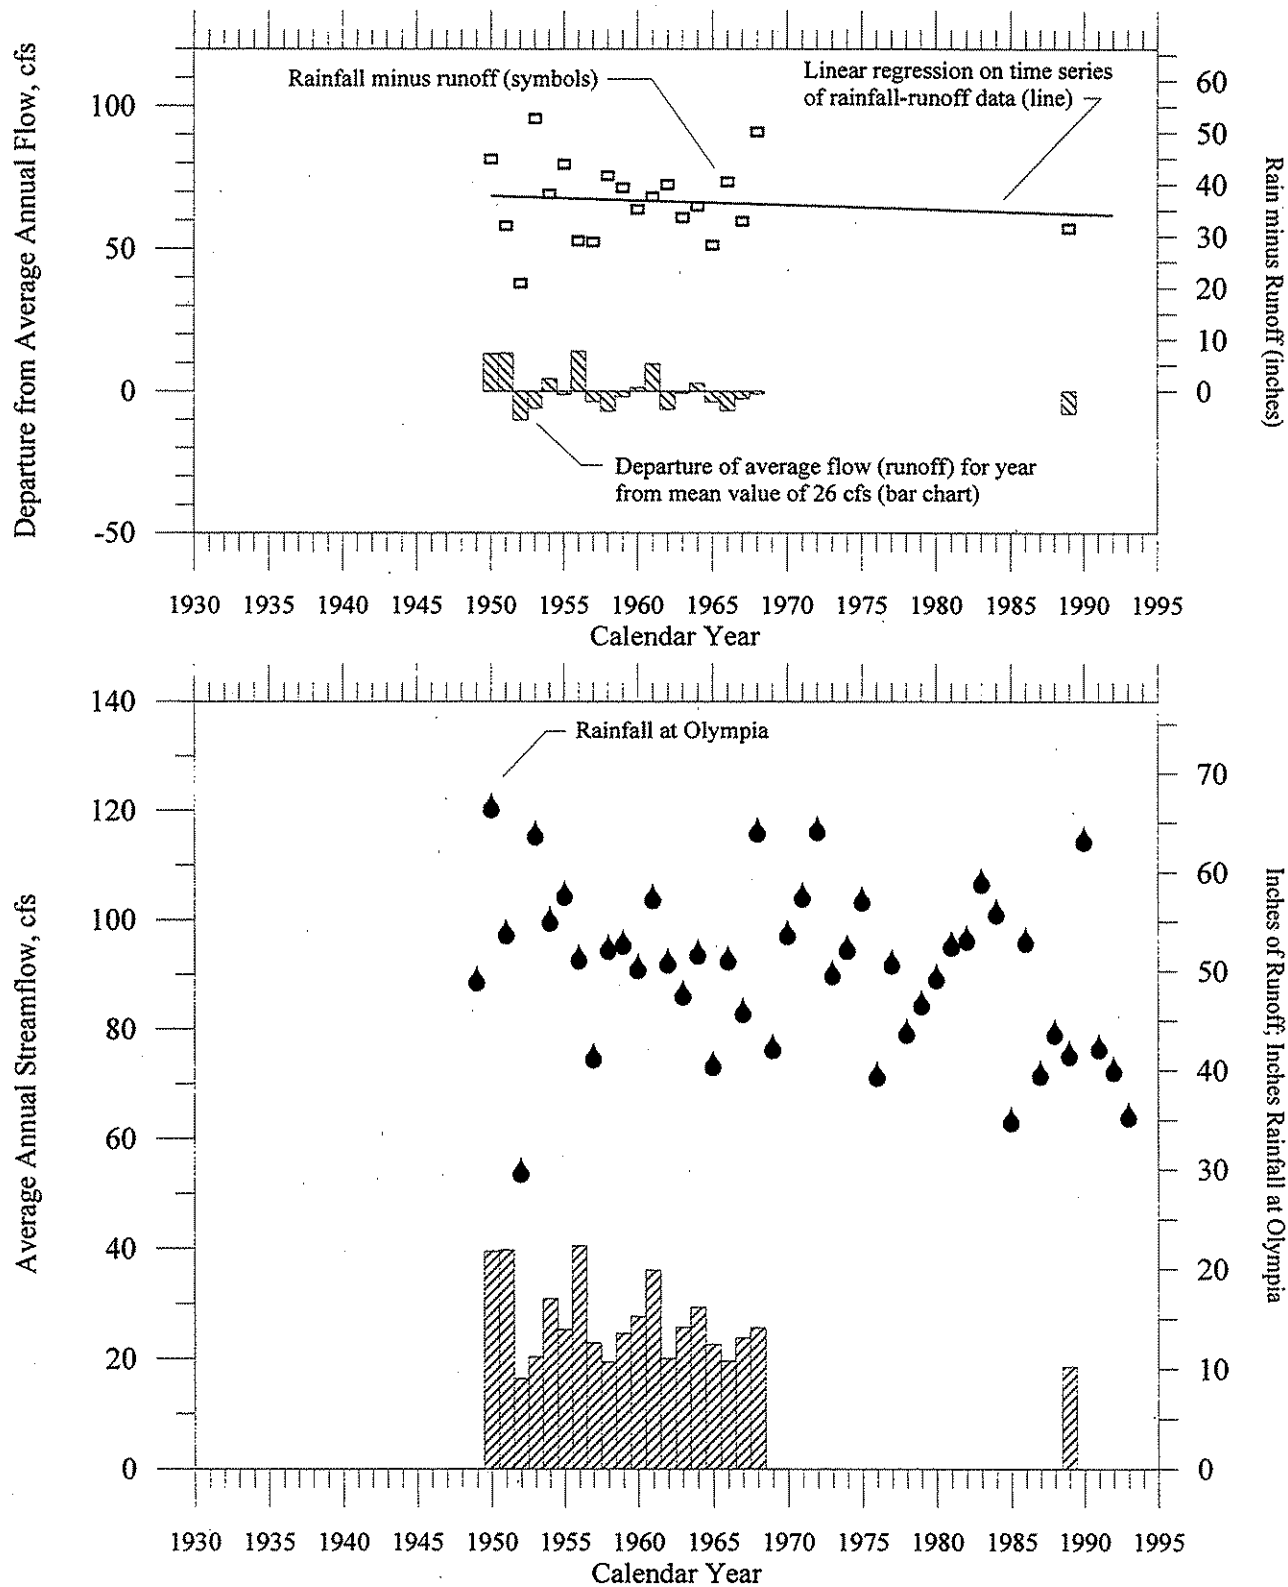 Departure from Average Annual Flow, cfs
100
50
0
-50
Rainfall minus runoff (symbols)
Linear regression on time series
of rainfall-runoff data (line)
60
50
40
30
20
10
0
Rain minus Runoff (inches)
Departure of average flow (runoff) for year
from mean value of 26 cfs (bar chart)
1930 1935 1940 1945 1950 1955 1960 1965 1970 1975 1980 1985 1990 1995
Calendar Year
Average Annual Streamflow, cfs
140
120
100
80
60
40
20
0
Rainfall at Olympia
70
60
50
40
30
20
10
0
Inches of Runoff; Inches Rainfall at Olympia
1930 1935 1940 1945 1950 1955 1960 1965 1970 1975 1980 1985 1990 1995
Calendar Year